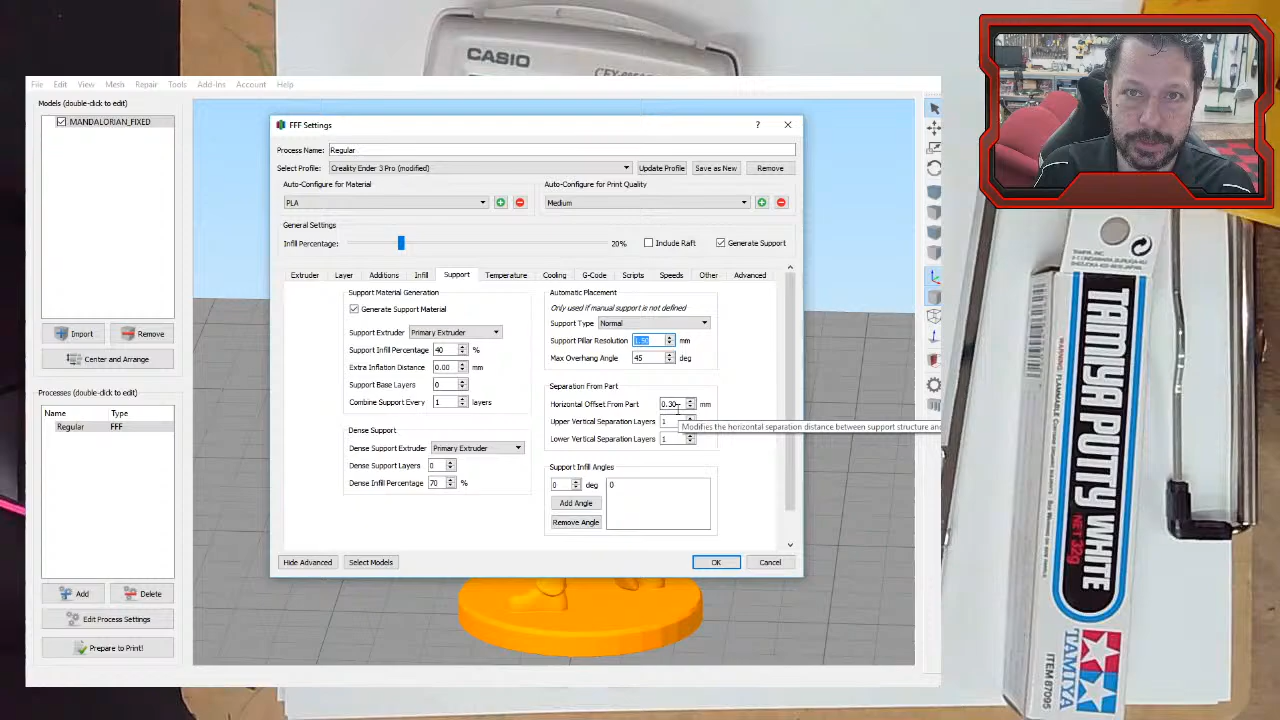 CASIO
File Edit View Mesh Repair Tools Add-Ins Account Help
Models (double-click to edit)
MANDALORIAN_FIXED
Import Remove
Center and Arrange
Processes (double-click to edit)
Name Type
Regular FFF
Add Delete
Edit Process Settings
Prepare to Print!
FFF Settings ?
Process Name: Regular
Select Profile: Creality Ender 3 Pro (modified) Update Profile Save as New Remove
Auto-Configure for Material
PLA
Auto-Configure for Print Quality
Medium
General Settings
Infill Percentage: 20% Include Raft Generate Support
Extruder Layer Additions Infill Support Temperature Cooling G-Code Scripts Speeds Other Advanced
Support Material Generation
Generate Support Material
Support Extruder Primary Extruder
Support Infill Percentage 40 %
Extra Inflation Distance 0.00 mm
Support Base Layers 0
Combine Support Every 1 layers
Dense Support
Dense Support Extruder Primary Extruder
Dense Support Layers 0
Dense Infill Percentage 70 %
Automatic Placement
Only used if manual support is not defined
Support Type Normal
Support Pillar Resolution 1.50 mm
Max Overhang Angle 45 deg
Separation From Part
Horizontal Offset From Part 0.30 mm
Upper Vertical Separation Layers 1
Modifies the horizontal separation distance between support structure and
Lower Vertical Separation Layers 1
Support Infill Angles
0 deg 0
Add Angle
Remove Angle
Hide Advanced Select Models OK Cancel
TAMIYA PUTTY WHITE
NET 32g
TAMIYA
ITEM 87095